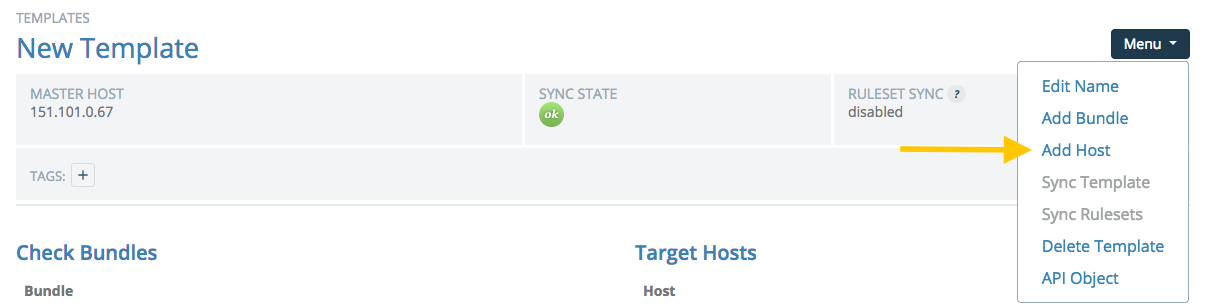 TEMPLATES
New Template
Menu
MASTER HOST
151.101.0.67
SYNC STATE
ok
RULESET SYNC ?
disabled
TAGS: +
Edit Name
Add Bundle
Add Host
Sync Template
Sync Rulesets
Delete Template
API Object
Check Bundles
Bundle
Target Hosts
Host